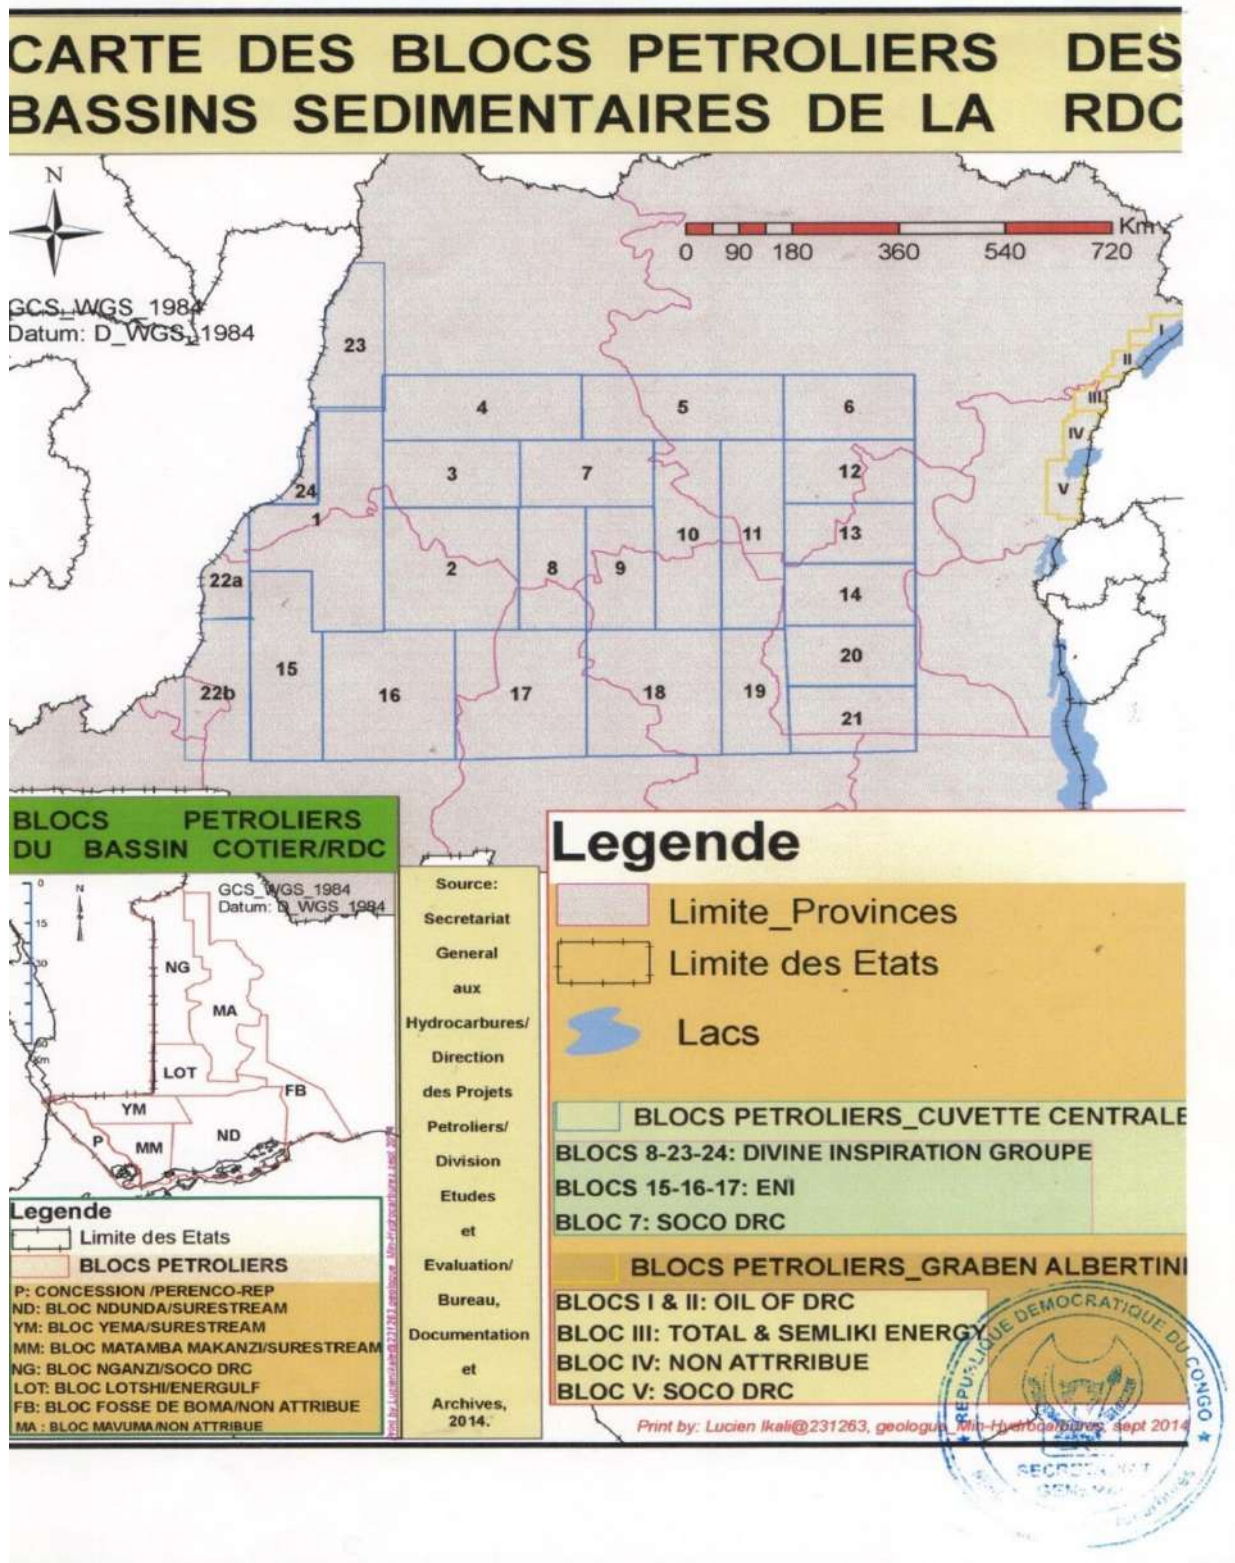 CARTE DES BLOCS PETROLIERS DES
BASSINS SEDIMENTAIRES DE LA RDC
N
Km
0 90 180 360 540 720
GCS_WGS_1984
Datum: D_WGS_1984
I
II
III
IV
V
23
4
5
6
3
7
12
24
1
10
11
13
2
8
9
22a
14
15
20
22b
16
17
18
19
21
BLOCS PETROLIERS
DU BASSIN COTIER/RDC
GCS_WGS_1984
Datum: D_WGS_1984
N
0
15
30
60
Km
NG
MA
LOT
FB
YM
P
MM
ND
Legende
Limite des Etats
BLOCS PETROLIERS
P: CONCESSION /PERENCO-REP
ND: BLOC NDUNDA/SURESTREAM
YM: BLOC YEMA/SURESTREAM
MM: BLOC MATAMBA MAKANZI/SURESTREAM
NG: BLOC NGANZI/SOCO DRC
LOT: BLOC LOTSHI/ENERGULF
FB: BLOC FOSSE DE BOMA/NON ATTRIBUE
MA : BLOC MAVUMA/NON ATTRIBUE
Source:
Secretariat
General
aux
Hydrocarbures/
Direction
des Projets
Petroliers/
Division
Etudes
et
Evaluation/
Bureau,
Documentation
et
Archives,
2014.
Legende
Limite_Provinces
Limite des Etats
Lacs
BLOCS PETROLIERS_CUVETTE CENTRALE
BLOCS 8-23-24: DIVINE INSPIRATION GROUPE
BLOCS 15-16-17: ENI
BLOC 7: SOCO DRC
BLOCS PETROLIERS_GRABEN ALBERTIN
BLOCS I & II: OIL OF DRC
BLOC III: TOTAL & SEMLIKI ENERGY
BLOC IV: NON ATTRRIBUE
BLOC V: SOCO DRC
Print by: Lucien Ikali@231263, geologue_Min-Hydrocarbures, sept 2014
REPUBLIQUE DEMOCRATIQUE DU CONGO